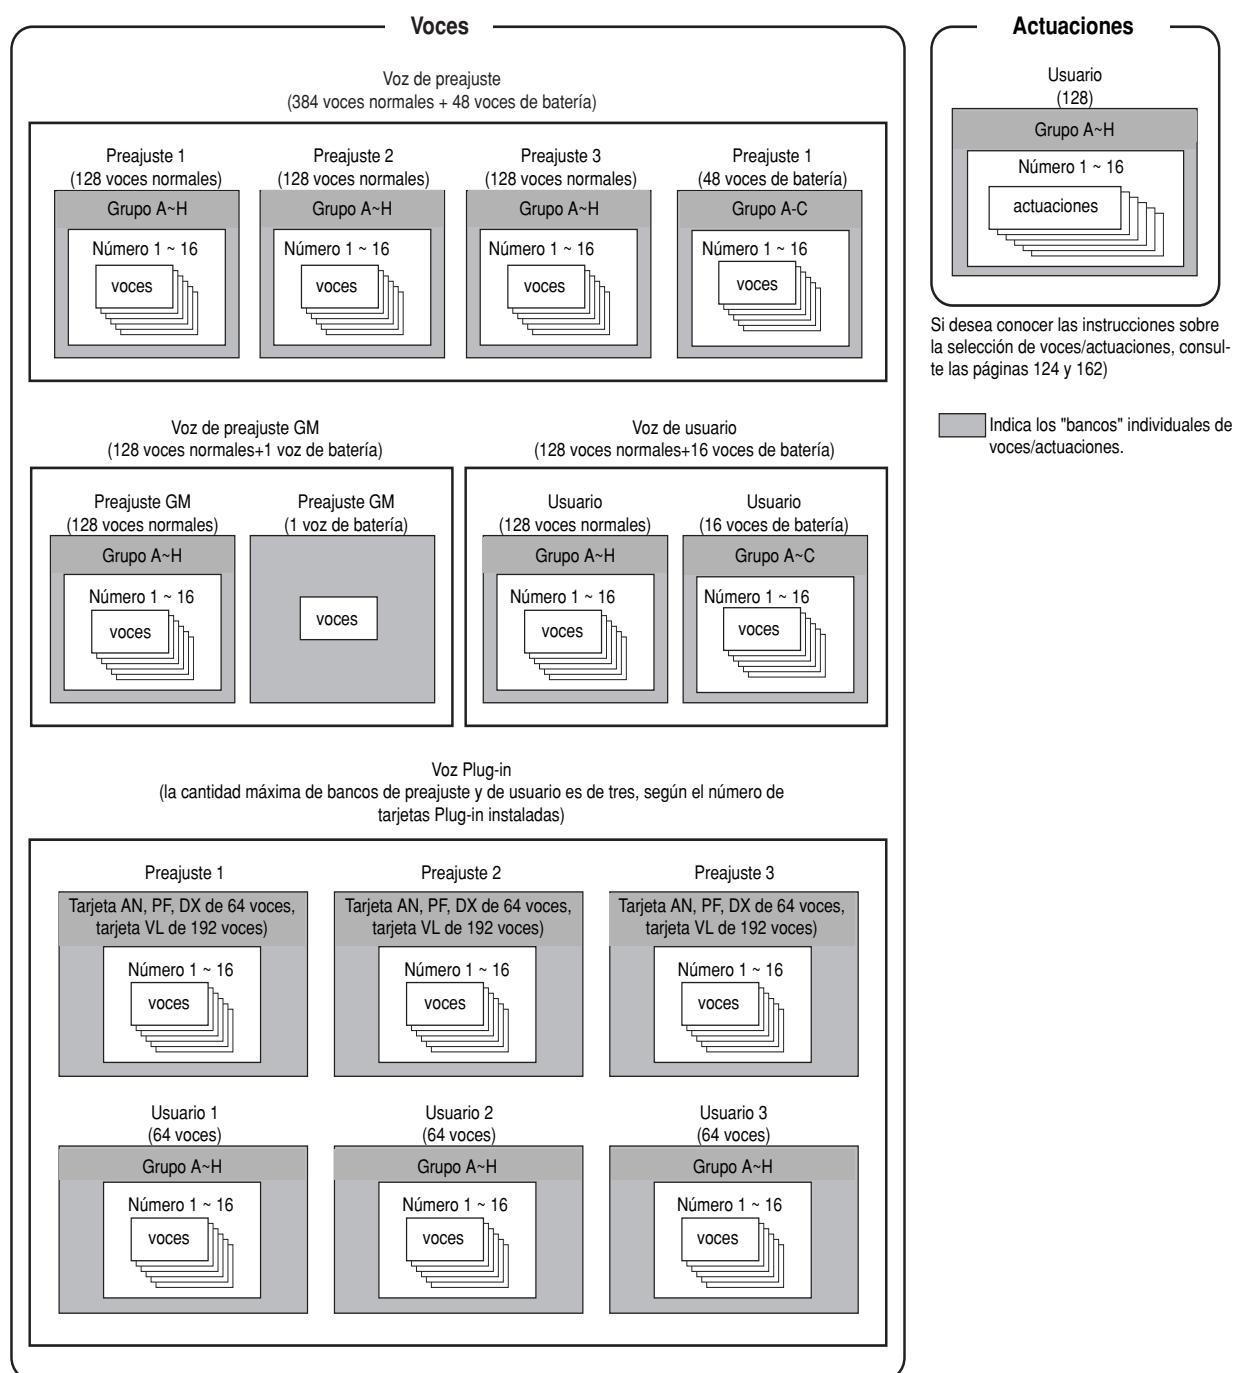 Voces
Voz de preajuste
(384 voces normales + 48 voces de batería)
Preajuste 1
(128 voces normales)
Grupo A~H
Número 1 ~ 16
voces
Preajuste 2
(128 voces normales)
Grupo A~H
Número 1 ~ 16
voces
Preajuste 3
(128 voces normales)
Grupo A~H
Número 1 ~ 16
voces
Preajuste 1
(48 voces de batería)
Grupo A-C
Número 1 ~ 16
voces
Voz de preajuste GM
(128 voces normales+1 voz de batería)
Preajuste GM
(128 voces normales)
Grupo A~H
Número 1 ~ 16
voces
Preajuste GM
(1 voz de batería)
voces
Voz de usuario
(128 voces normales+16 voces de batería)
Usuario
(128 voces normales)
Grupo A~H
Número 1 ~ 16
voces
Usuario
(16 voces de batería)
Grupo A~C
Número 1 ~ 16
voces
Voz Plug-in
(la cantidad máxima de bancos de preajuste y de usuario es de tres, según el número de
tarjetas Plug-in instaladas)
Preajuste 1
Tarjeta AN, PF, DX de 64 voces,
tarjeta VL de 192 voces)
Número 1 ~ 16
voces
Preajuste 2
Tarjeta AN, PF, DX de 64 voces,
tarjeta VL de 192 voces)
Número 1 ~ 16
voces
Preajuste 3
Tarjeta AN, PF, DX de 64 voces,
tarjeta VL de 192 voces)
Número 1 ~ 16
voces
Usuario 1
(64 voces)
Grupo A~H
Número 1 ~ 16
voces
Usuario 2
(64 voces)
Grupo A~H
Número 1 ~ 16
voces
Usuario 3
(64 voces)
Grupo A~H
Número 1 ~ 16
voces
Actuaciones
Usuario
(128)
Grupo A~H
Número 1 ~ 16
actuaciones
Si desea conocer las instrucciones sobre
la selección de voces/actuaciones, consul-
te las páginas 124 y 162)
Indica los "bancos" individuales de
voces/actuaciones.